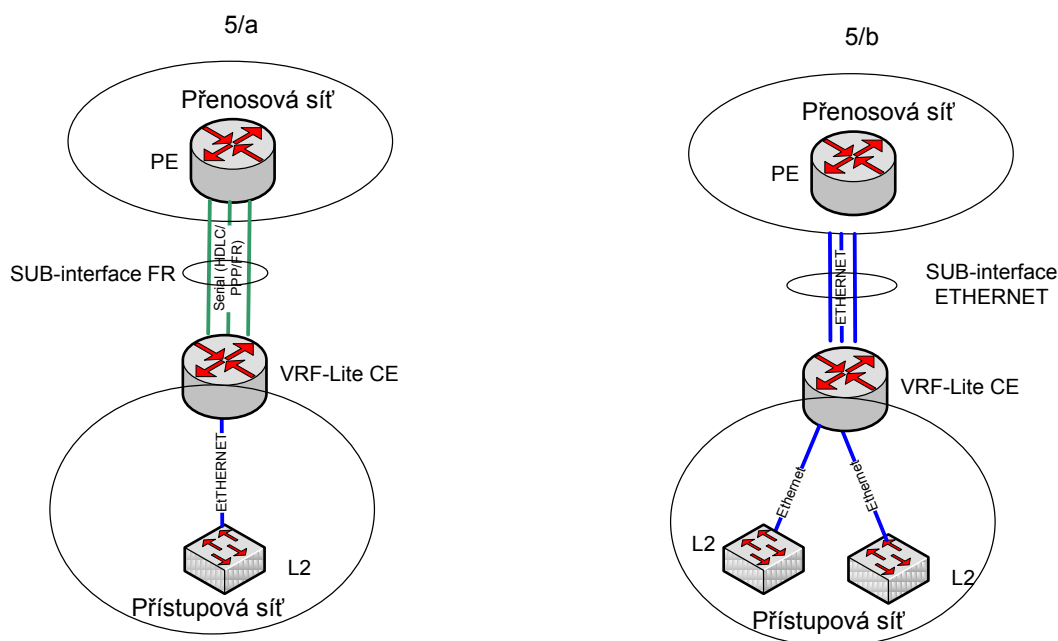 5/a
Přenosová síť
PE
SUB-interface FR
Serial (HDLC/
PPP/FR)
VRF-Lite CE
EtTHERNET
L2
Přístupová síť
5/b
Přenosová síť
PE
ETHERNET
SUB-interface
ETHERNET
VRF-Lite CE
Ethernet
Ethernet
L2
L2
Přístupová síť